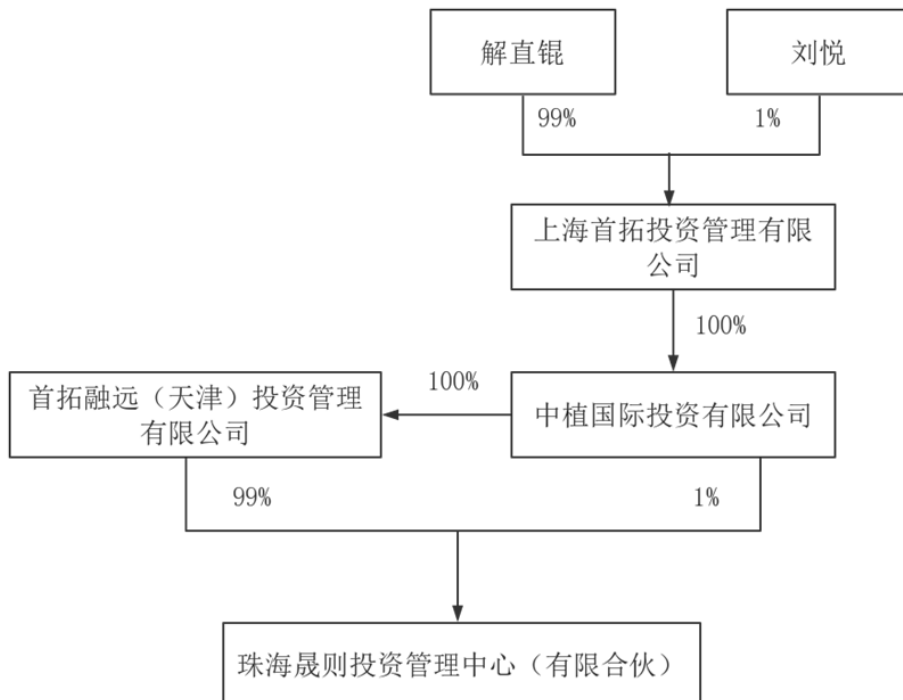 解直锟
刘悦
99%
1%
上海首拓投资管理有限
公司
100%
首拓融远（天津）投资管理
有限公司
100%
中植国际投资有限公司
99%
1%
珠海晟则投资管理中心（有限合伙）